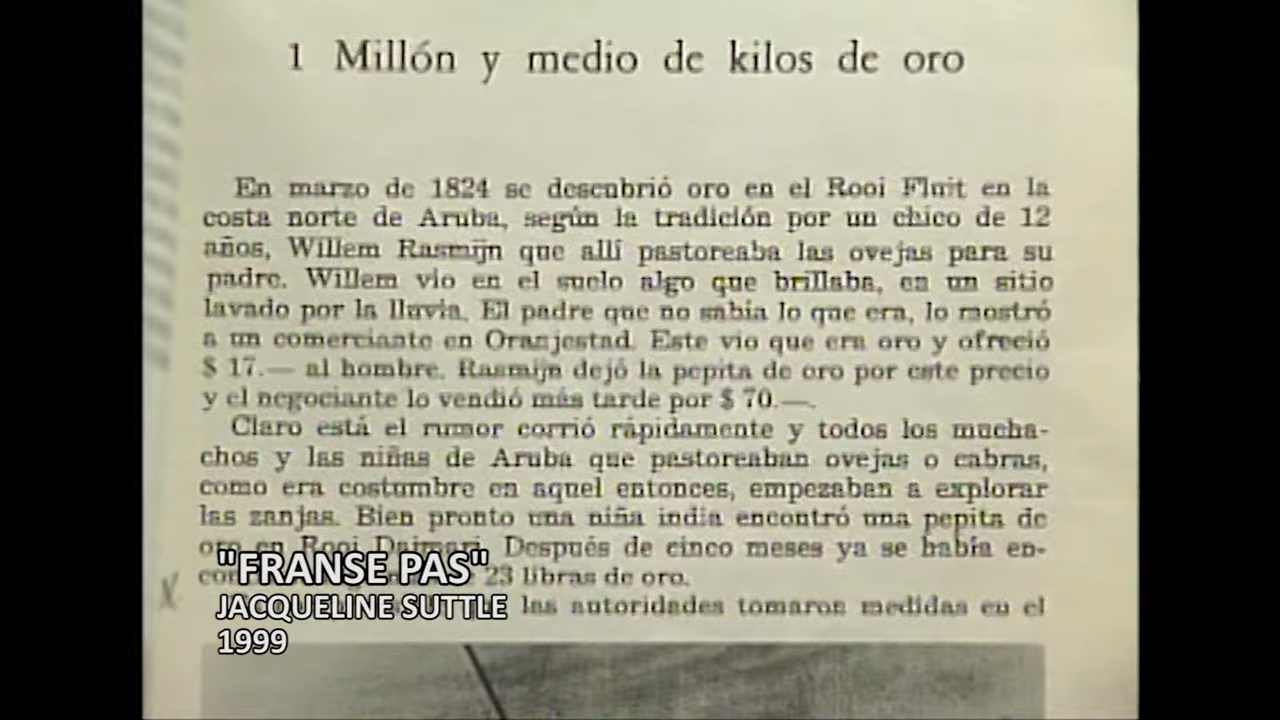 1 Millón y medio de kilos de oro
En marzo de 1824 se descubrió oro en el Rooi Fluit en la
costa norte de Aruba, según la tradición por un chico de 12
años, Willem Rasmijn que allí pastoreaba las ovejas para su
padre. Willem vio en el suelo algo que brillaba, en un sitio
lavado por la lluvia. El padre que no sabía lo que era, lo mostró
a un comerciante en Oranjestad. Este vio que era oro y ofreció
$ 17.— al hombre. Rasmijn dejó la pepita de oro por este precio
y el negociante lo vendió más tarde por $ 70.—.
Claro está el rumor corrió rápidamente y todos los mucha-
chos y las niñas de Aruba que pastoreaban ovejas o cabras,
como era costumbre en aquel entonces, empezaban a explorar
las zanjas. Bien pronto una niña india encontró una pepita de
oro en Rooi Daimari. Después de cinco meses ya se había en-
23 libras de oro.
las autoridades tomaron medidas en el
"FRANSE PAS"
JACQUELINE SUTTLE
1999